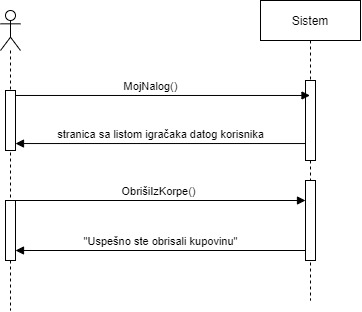 Sistem
MojNalog()
stranica sa listom igračaka datog korisnika
ObrišiIzKorpe()
"Uspešno ste obrisali kupovinu"